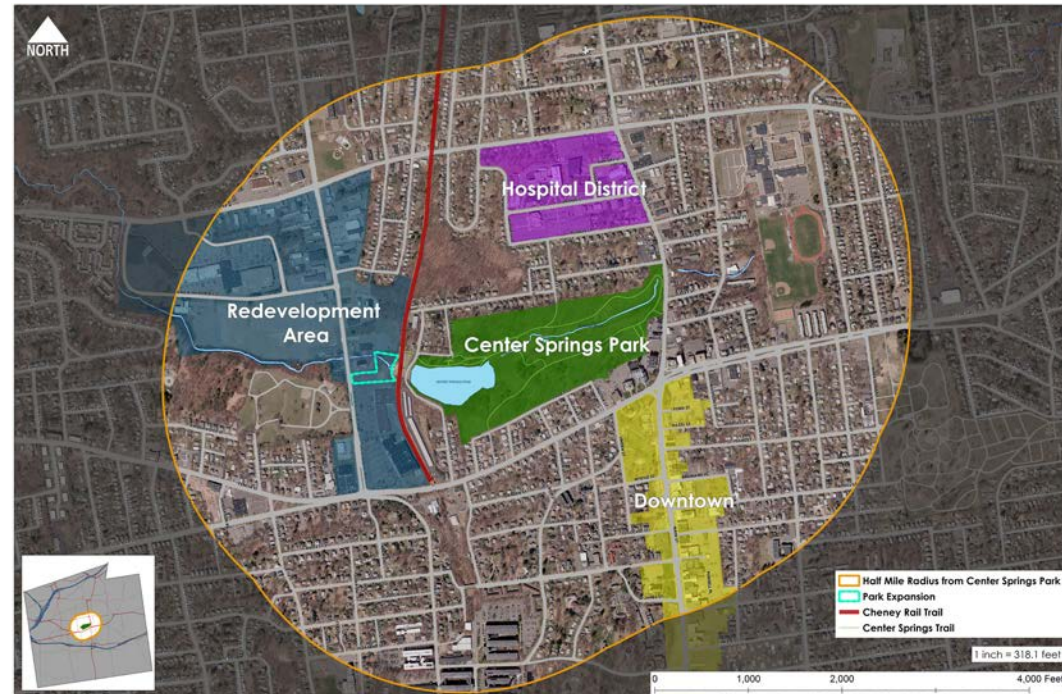 NORTH
Hospital District
Redevelopment
Area
Center Springs Park
Downtown
Half Mile Radius from Center Springs Park
Park Expansion
Cheney Rail Trail
Center Springs Trail
1 inch = 318.1 feet
0 1,000 2,000 4,000 Feet